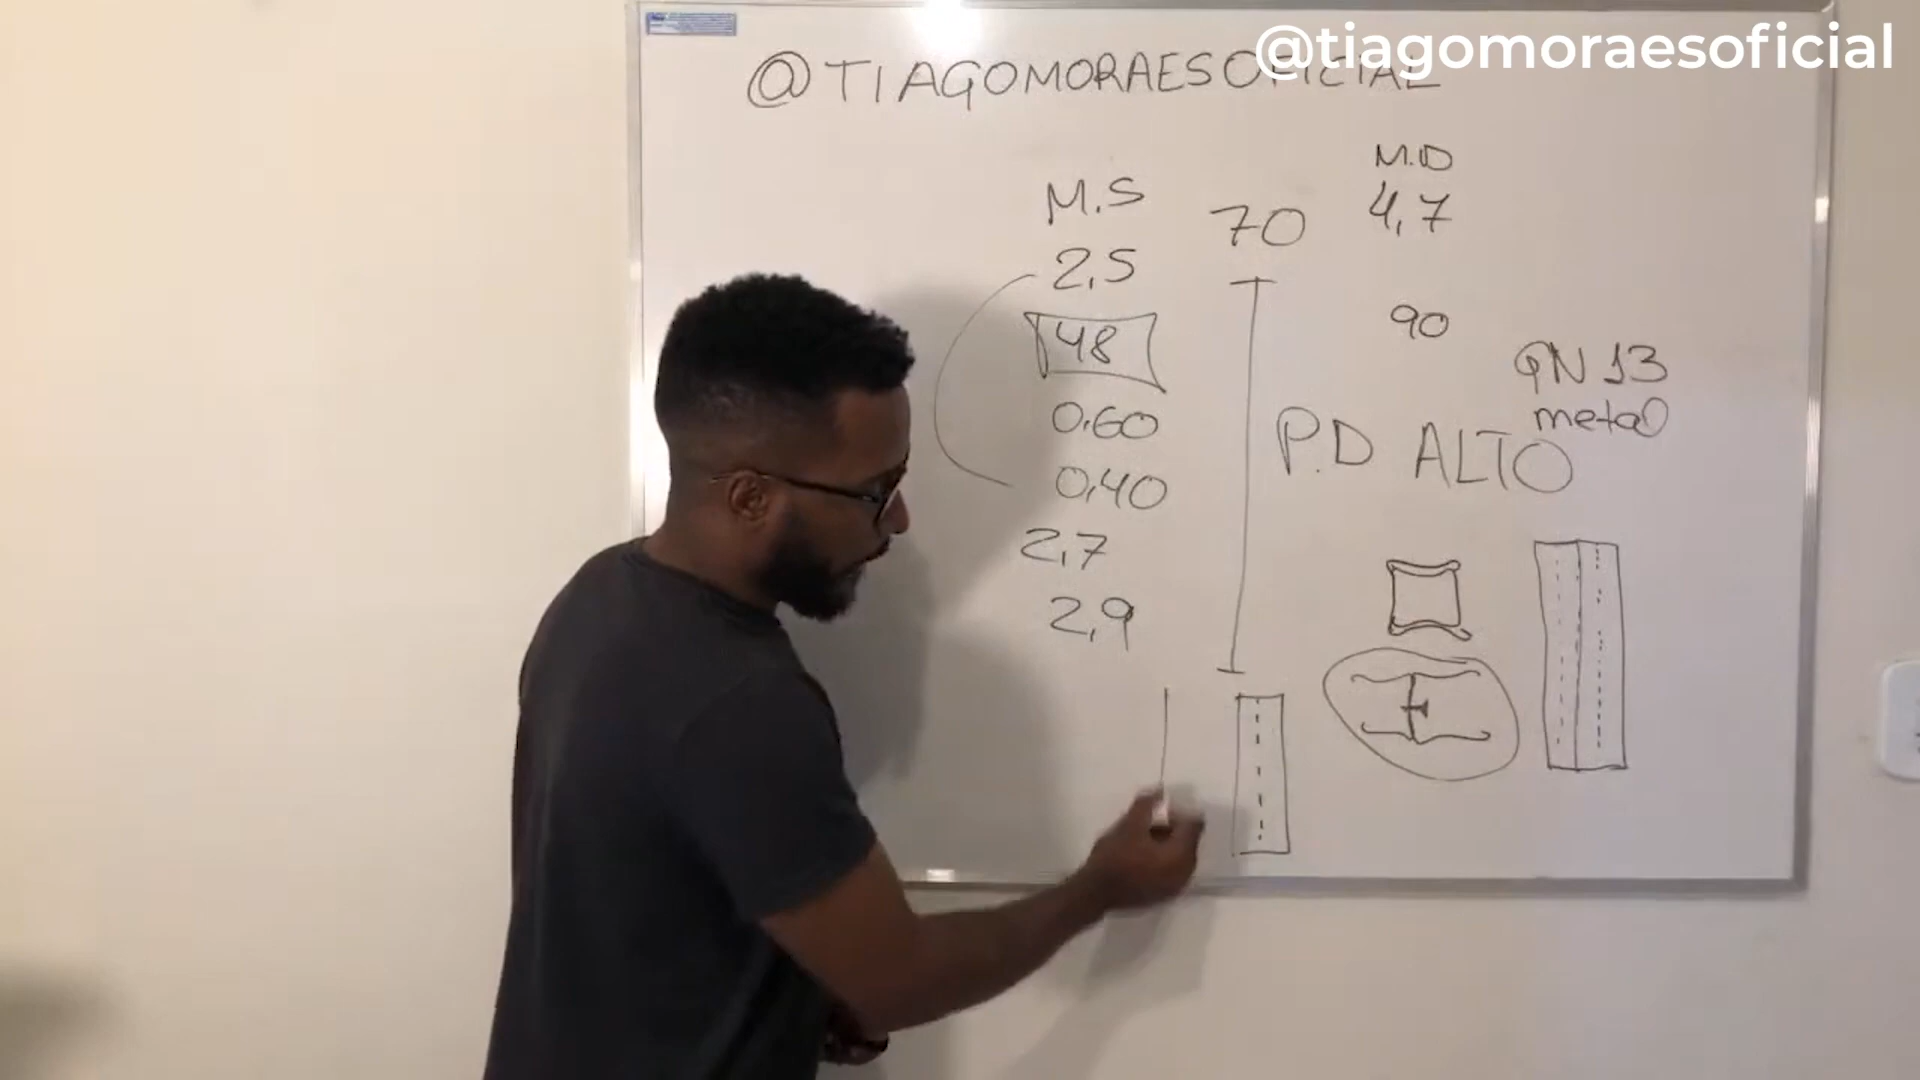 @tiagomoraesoficial
@TIAGOMORAESOFICIAL
M.S
2,5
48
0,60
0,40
2,7
2,9
70
M.D
4,7
90
QN 13
metal
P.D ALTO